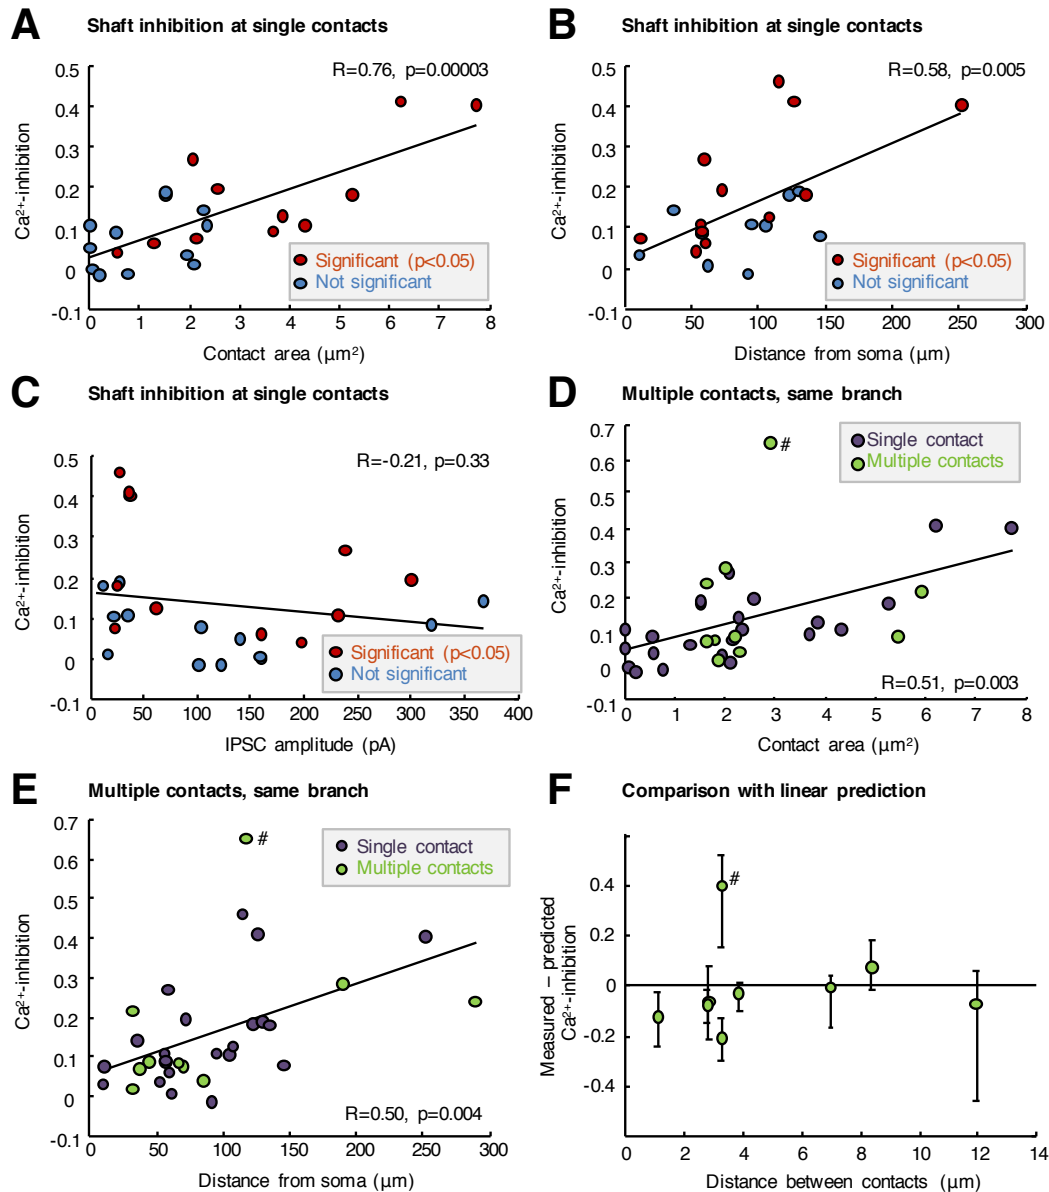 A
Shaft inhibition at single contacts
R=0.76, p=0.00003
Ca²⁺-inhibition
0.5
0.4
0.3
0.2
0.1
0
-0.1
Significant (p<0.05)
Not significant
0 1 2 3 4 5 6 7 8
Contact area (µm²)
B
Shaft inhibition at single contacts
R=0.58, p=0.005
Ca²⁺-inhibition
0.5
0.4
0.3
0.2
0.1
0
-0.1
Significant (p<0.05)
Not significant
0 50 100 150 200 250 300
Distance from soma (µm)
C
Shaft inhibition at single contacts
R=-0.21, p=0.33
Ca²⁺-inhibition
0.5
0.4
0.3
0.2
0.1
0
-0.1
Significant (p<0.05)
Not significant
0 50 100 150 200 250 300 350 400
IPSC amplitude (pA)
D
Multiple contacts, same branch
Single contact
Multiple contacts
#
Ca²⁺-inhibition
0.7
0.6
0.5
0.4
0.3
0.2
0.1
0
-0.1
R=0.51, p=0.003
0 1 2 3 4 5 6 7 8
Contact area (µm²)
E
Multiple contacts, same branch
Single contact
Multiple contacts
#
Ca²⁺-inhibition
0.7
0.6
0.5
0.4
0.3
0.2
0.1
0
-0.1
R=0.50, p=0.004
0 50 100 150 200 250 300
Distance from soma (µm)
F
Comparison with linear prediction
#
Measured – predicted
Ca²⁺-inhibition
0.4
0.2
0
-0.2
-0.4
0 2 4 6 8 10 12 14
Distance between contacts (µm)